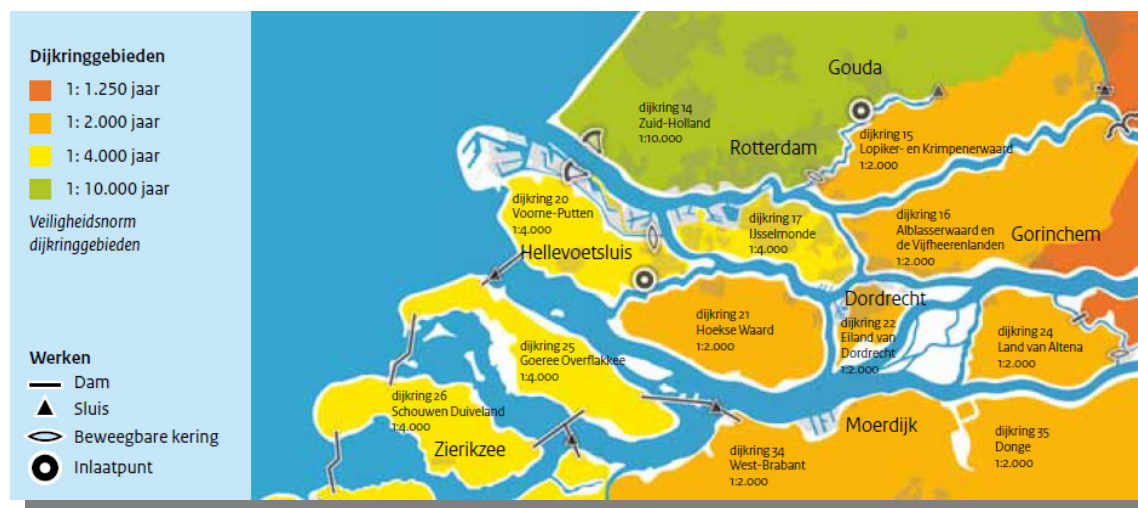 Dijkringgebieden
1: 1.250 jaar
1: 2.000 jaar
1: 4.000 jaar
1: 10.000 jaar
Veiligheidsnorm
dijkringgebieden
Werken
Dam
Sluis
Beweegbare kering
Inlaatpunt
Gouda
dijkring 14
Zuid-Holland
1:10.000
Rotterdam
dijkring 15
Lopiker- en Krimpenerwaard
1:2.000
dijkring 20
Voorne-Putten
1:4.000
dijkring 17
IJsselmonde
1:4.000
dijkring 16
Alblasserwaard en
de Vijfheerenlanden
1:2.000
Gorinchem
Hellevoetsluis
Dordrecht
dijkring 21
Hoekse Waard
1:2.000
dijkring 22
Eiland van
Dordrecht
1:2.000
dijkring 24
Land van Altena
1:2.000
dijkring 25
Goeree Overflakkee
1:4.000
dijkring 26
Schouwen Duiveland
1:4.000
Zierikzee
Moerdijk
dijkring 34
West-Brabant
1:2.000
dijkring 35
Donge
1:2.000